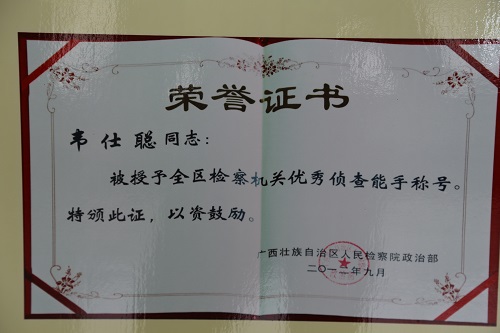 荣誉证书
韦仕聪同志：
被授予全区检察机关优秀侦查能手称号。
特颁此证，以资鼓励。
广西壮族自治区人民检察院政治部
二〇一二年九月